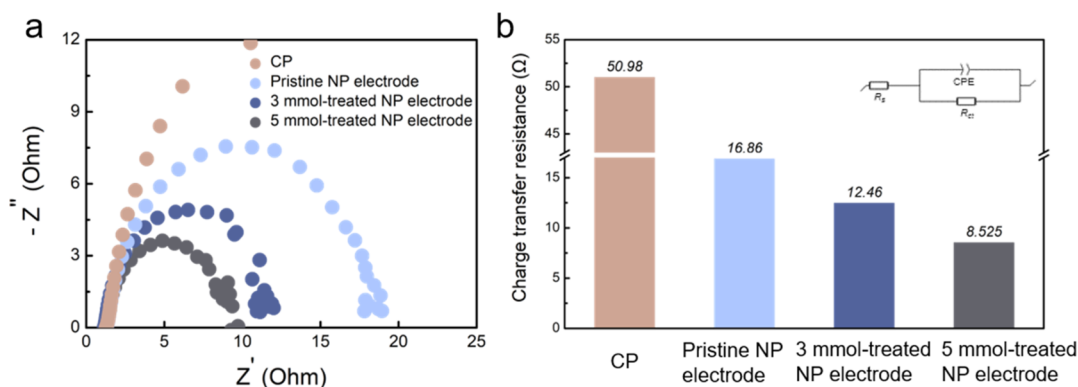 a
12
9
6
3
0
- Z" (Ohm)
CP
Pristine NP electrode
3 mmol-treated NP electrode
5 mmol-treated NP electrode
0 5 10 15 20 25
Z' (Ohm)
b
55
50
45
15
10
5
0
Charge transfer resistance (Ω)
50.98
16.86
12.46
8.525
CPE
Rs
Rct
CP
Pristine NP
electrode
3 mmol-treated
NP electrode
5 mmol-treated
NP electrode